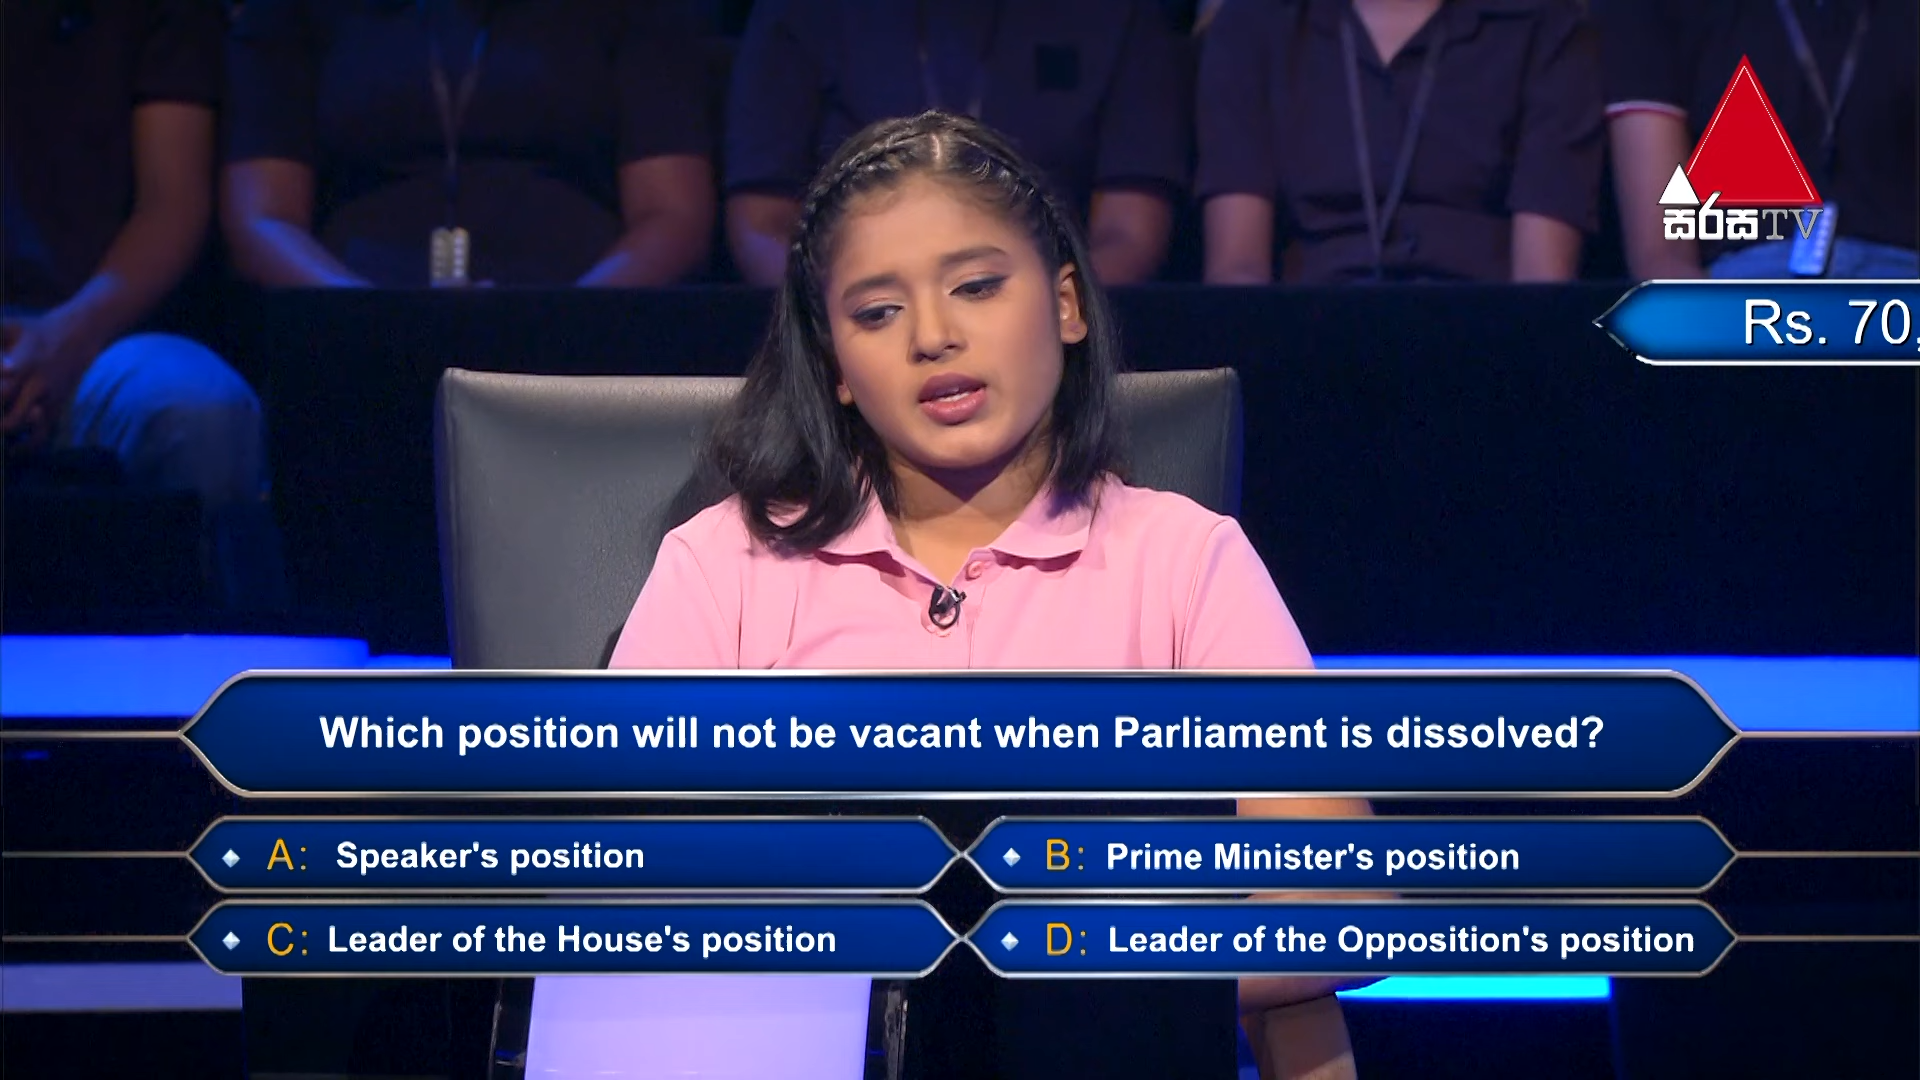 සිරස TV
Rs. 70,
Which position will not be vacant when Parliament is dissolved?
A: Speaker's position
B: Prime Minister's position
C: Leader of the House's position
D: Leader of the Opposition's position